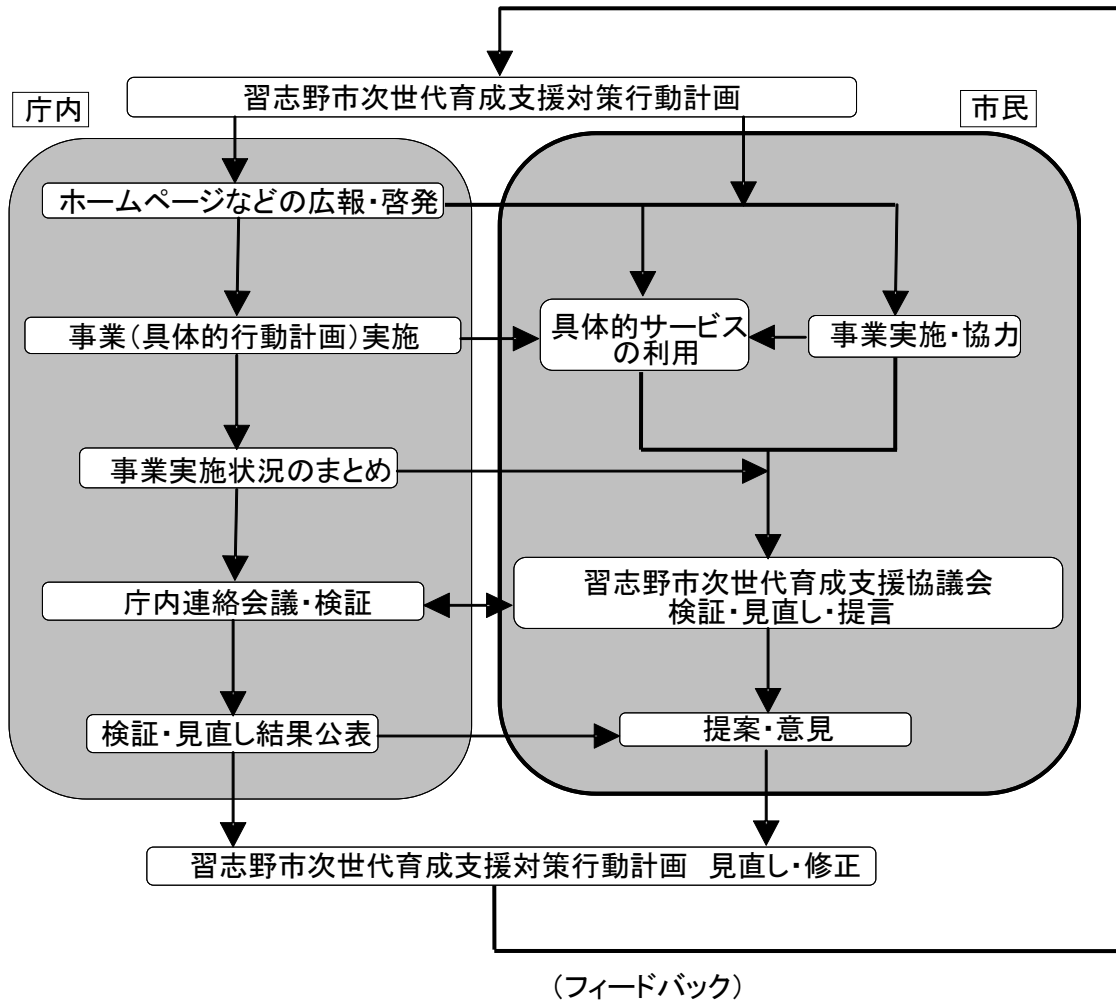 習志野市次世代育成支援対策行動計画
庁内
市民
ホームページなどの広報・啓発
事業(具体的行動計画)実施
具体的サービス
の利用
事業実施・協力
事業実施状況のまとめ
庁内連絡会議・検証
習志野市次世代育成支援協議会
検証・見直し・提言
検証・見直し結果公表
提案・意見
習志野市次世代育成支援対策行動計画 見直し・修正
(フィードバック)